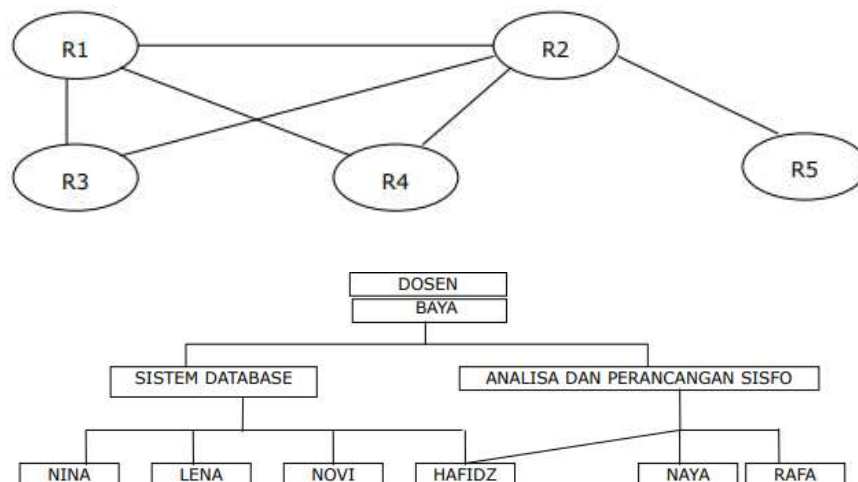 R1 R2
R3 R4 R5
DOSEN
BAYA
SISTEM DATABASE ANALISA DAN PERANCANGAN SISFO
NINA LENA NOVI HAFIDZ NAYA RAFA